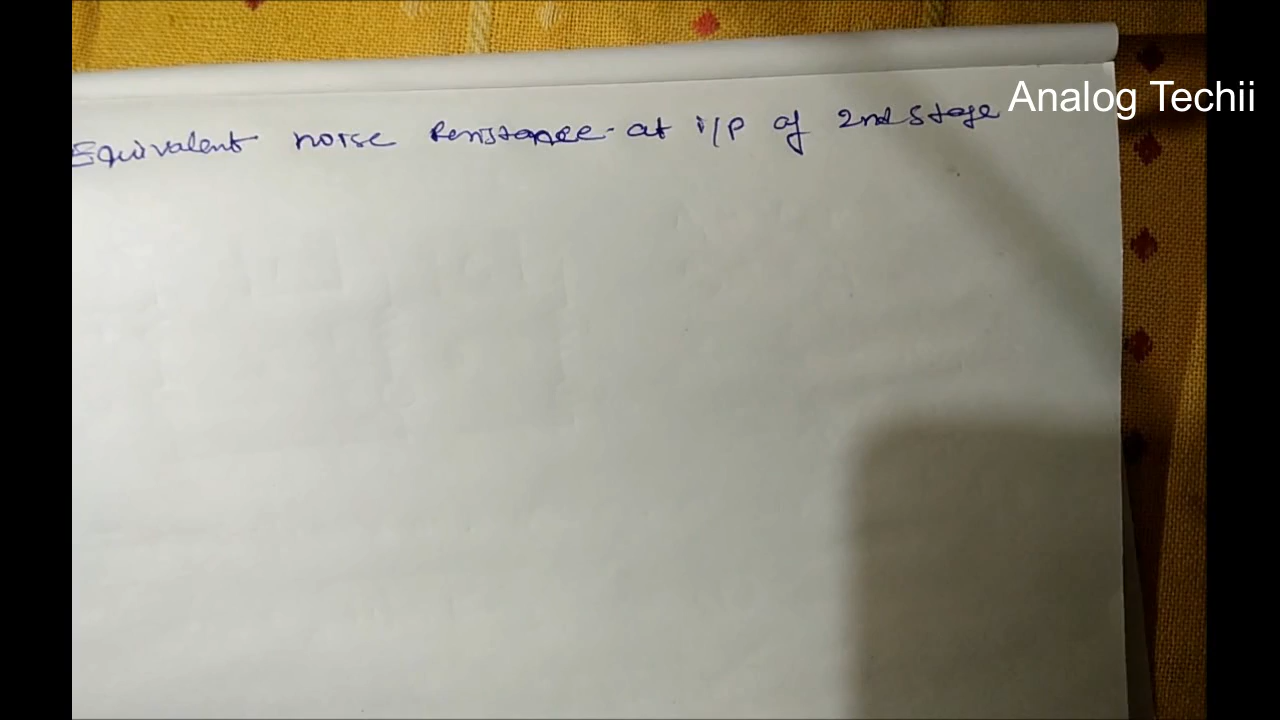 Analog Techii
Equivalent noise Resistance at i/p of 2nd Stage